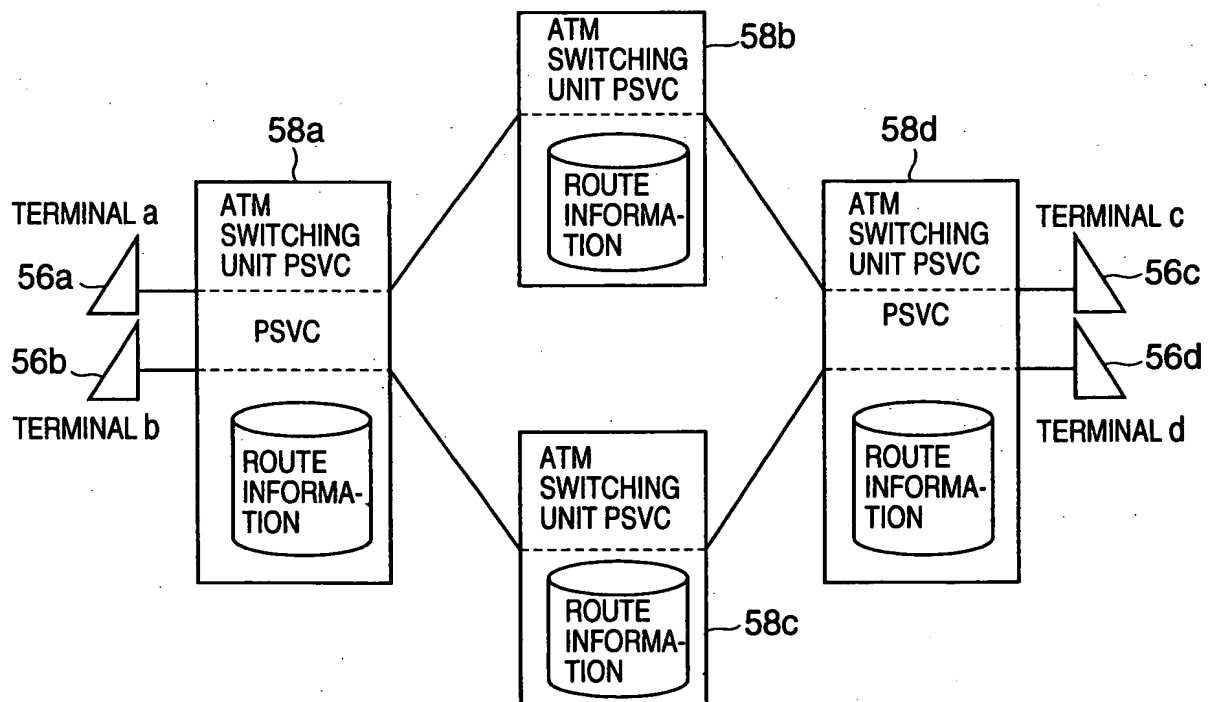 ATM
SWITCHING
UNIT PSVC
58b
ROUTE
INFORMA-
TION
58a
TERMINAL a
56a
56b
TERMINAL b
ATM
SWITCHING
UNIT PSVC
PSVC
ROUTE
INFORMA-
TION
58d
ATM
SWITCHING
UNIT PSVC
PSVC
ROUTE
INFORMA-
TION
TERMINAL c
56c
56d
TERMINAL d
ATM
SWITCHING
UNIT PSVC
ROUTE
INFORMA-
TION
58c